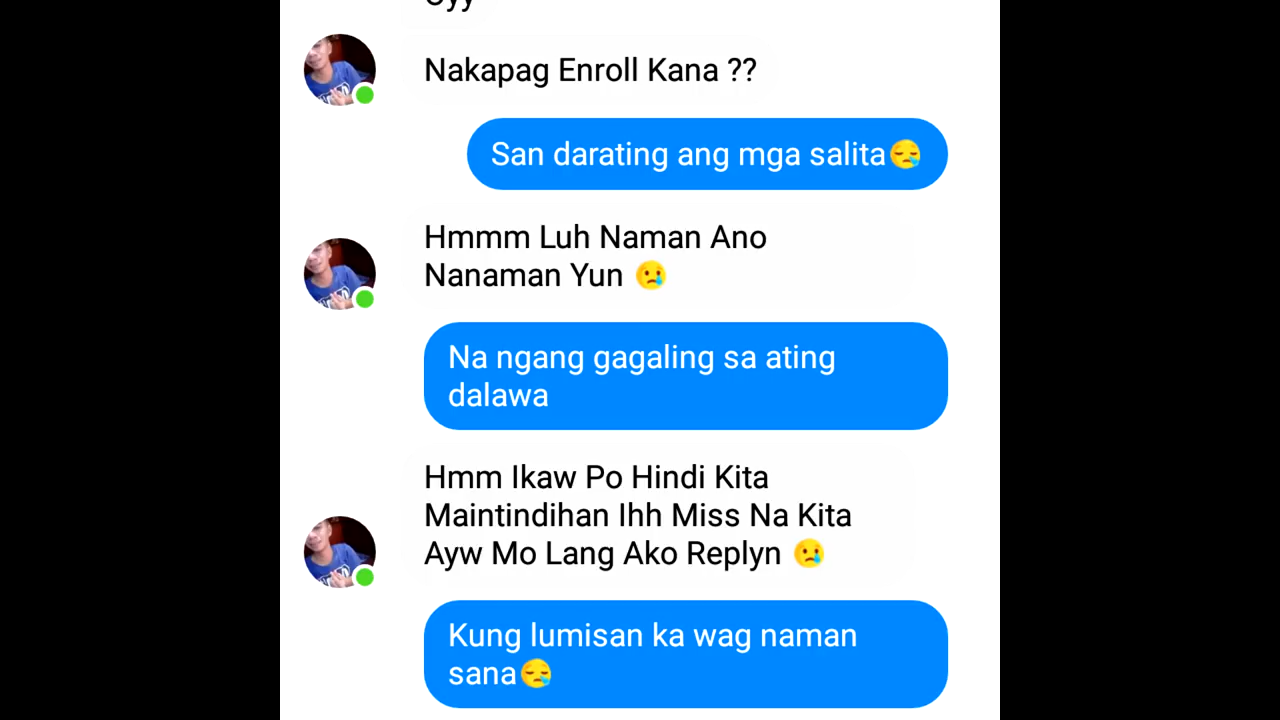 Nakapag Enroll Kana ??
San darating ang mga salita😪
Hmmm Luh Naman Ano
Nanaman Yun 😢
Na ngang gagaling sa ating
dalawa
Hmm Ikaw Po Hindi Kita
Maintindihan Ihh Miss Na Kita
Ayw Mo Lang Ako Replyn 😢
Kung lumisan ka wag naman
sana😪